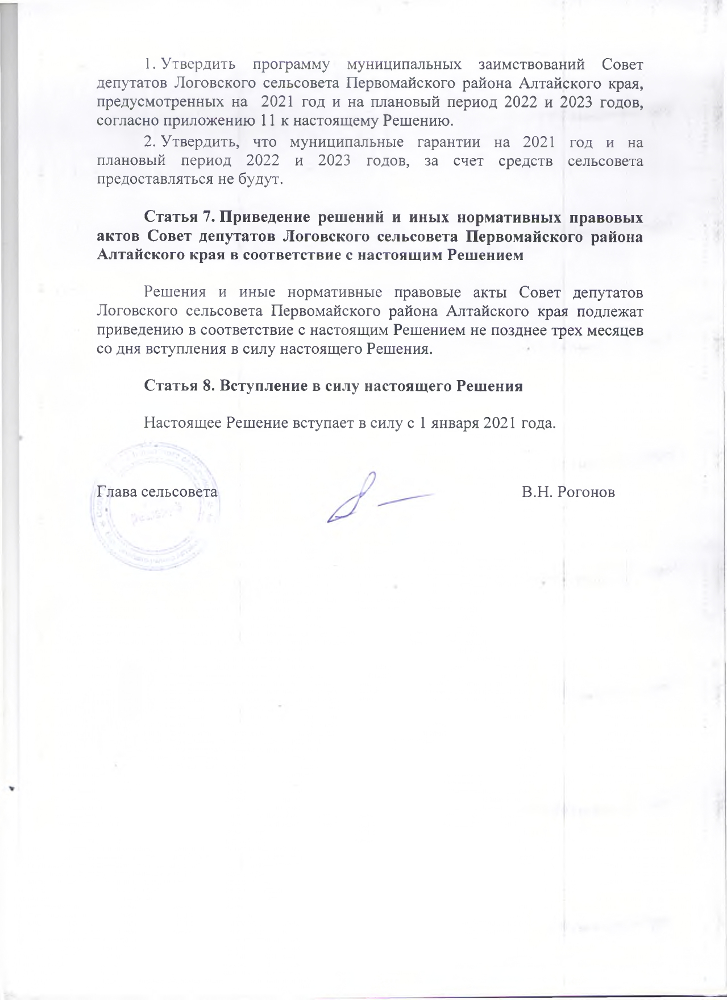 1. Утвердить программу муниципальных заимствований Совет
депутатов Логовского сельсовета Первомайского района Алтайского края,
предусмотренных на 2021 год и на плановый период 2022 и 2023 годов,
согласно приложению 11 к настоящему Решению.
2. Утвердить, что муниципальные гарантии на 2021 год и на
плановый период 2022 и 2023 годов, за счет средств сельсовета
предоставляться не будут.
Статья 7. Приведение решений и иных нормативных правовых
актов Совет депутатов Логовского сельсовета Первомайского района
Алтайского края в соответствие с настоящим Решением
Решения и иные нормативные правовые акты Совет депутатов
Логовского сельсовета Первомайского района Алтайского края подлежат
приведению в соответствие с настоящим Решением не позднее трех месяцев
со дня вступления в силу настоящего Решения.
Статья 8. Вступление в силу настоящего Решения
Настоящее Решение вступает в силу с 1 января 2021 года.
Глава сельсовета В.Н. Рогонов